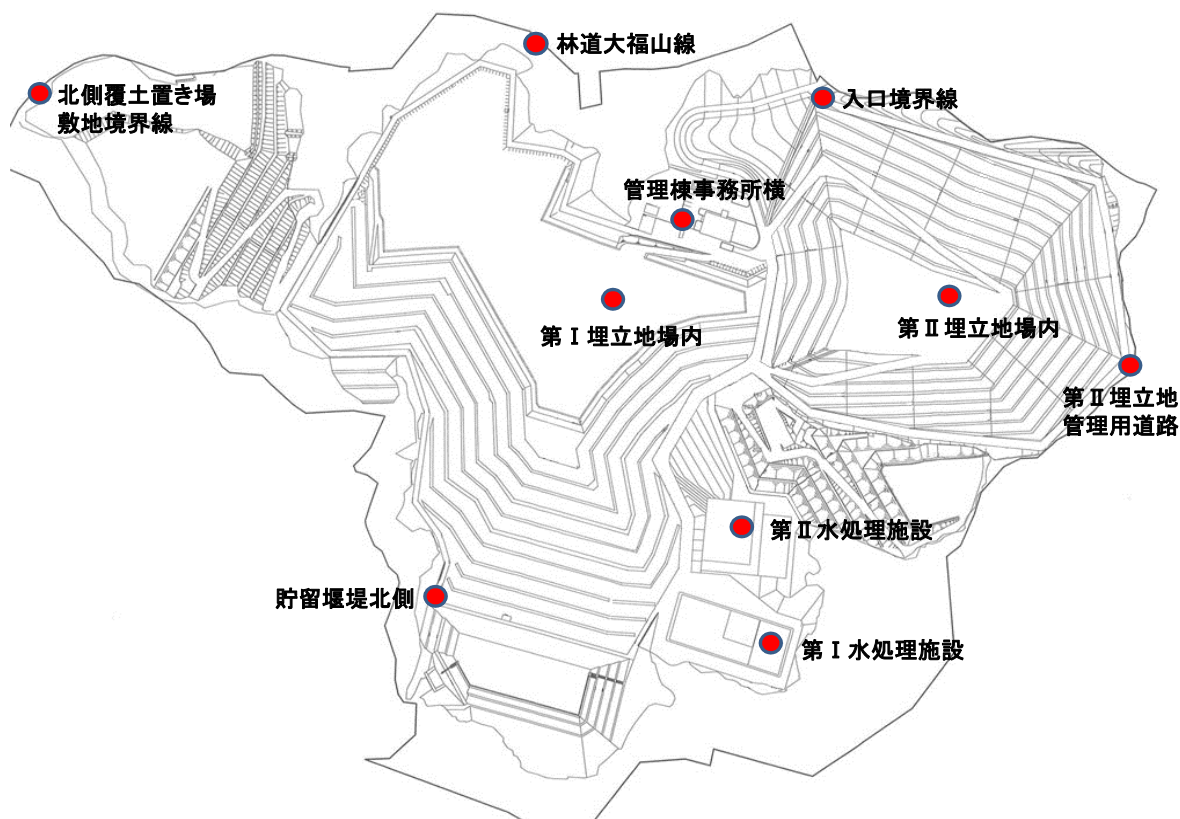 林道大福山線
北側覆土置き場
敷地境界線
入口境界線
管理棟事務所横
第Ⅰ埋立地場内
第Ⅱ埋立地場内
第Ⅱ埋立地
管理用道路
第Ⅱ水処理施設
貯留堰堤北側
第Ⅰ水処理施設